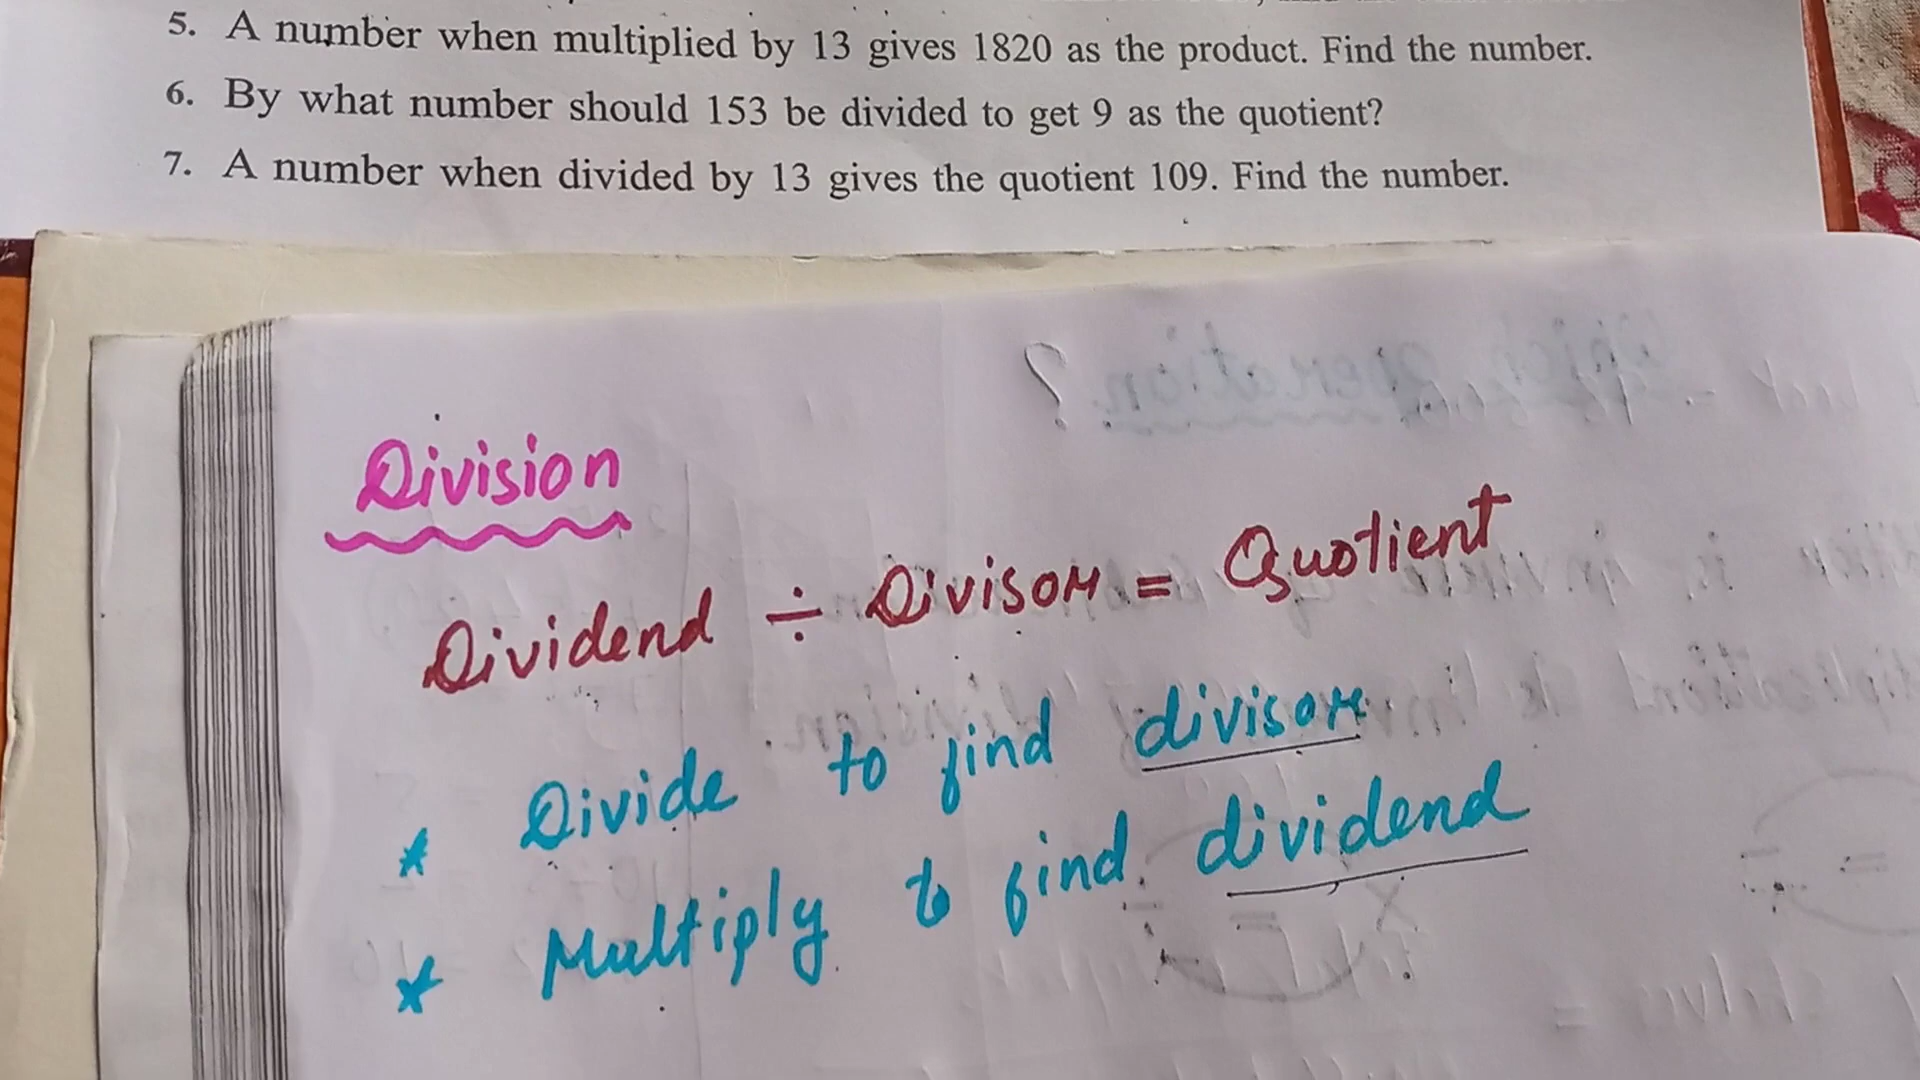 5. A number when multiplied by 13 gives 1820 as the product. Find the number.
6. By what number should 153 be divided to get 9 as the quotient?
7. A number when divided by 13 gives the quotient 109. Find the number.
Which operation?
Division
Dividend ÷ Divisor = Quotient
* Divide to find divisor
* Multiply to find dividend